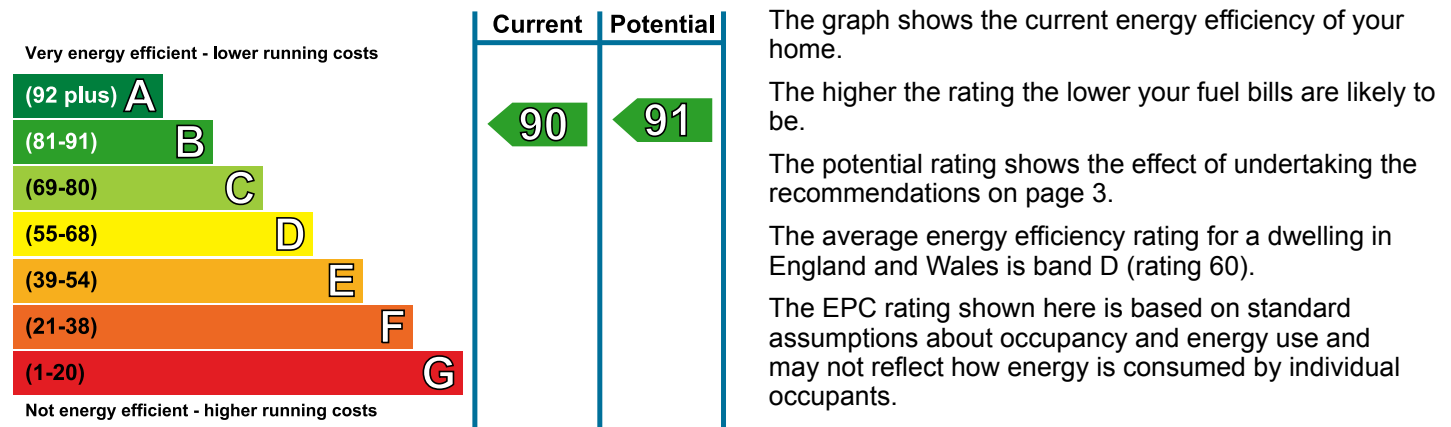 Current Potential
Very energy efficient - lower running costs
(92 plus) A
(81-91) B
(69-80) C
(55-68) D
(39-54) E
(21-38) F
(1-20) G
Not energy efficient - higher running costs
90
91
The graph shows the current energy efficiency of your
home.
The higher the rating the lower your fuel bills are likely to
be.
The potential rating shows the effect of undertaking the
recommendations on page 3.
The average energy efficiency rating for a dwelling in
England and Wales is band D (rating 60).
The EPC rating shown here is based on standard
assumptions about occupancy and energy use and
may not reflect how energy is consumed by individual
occupants.